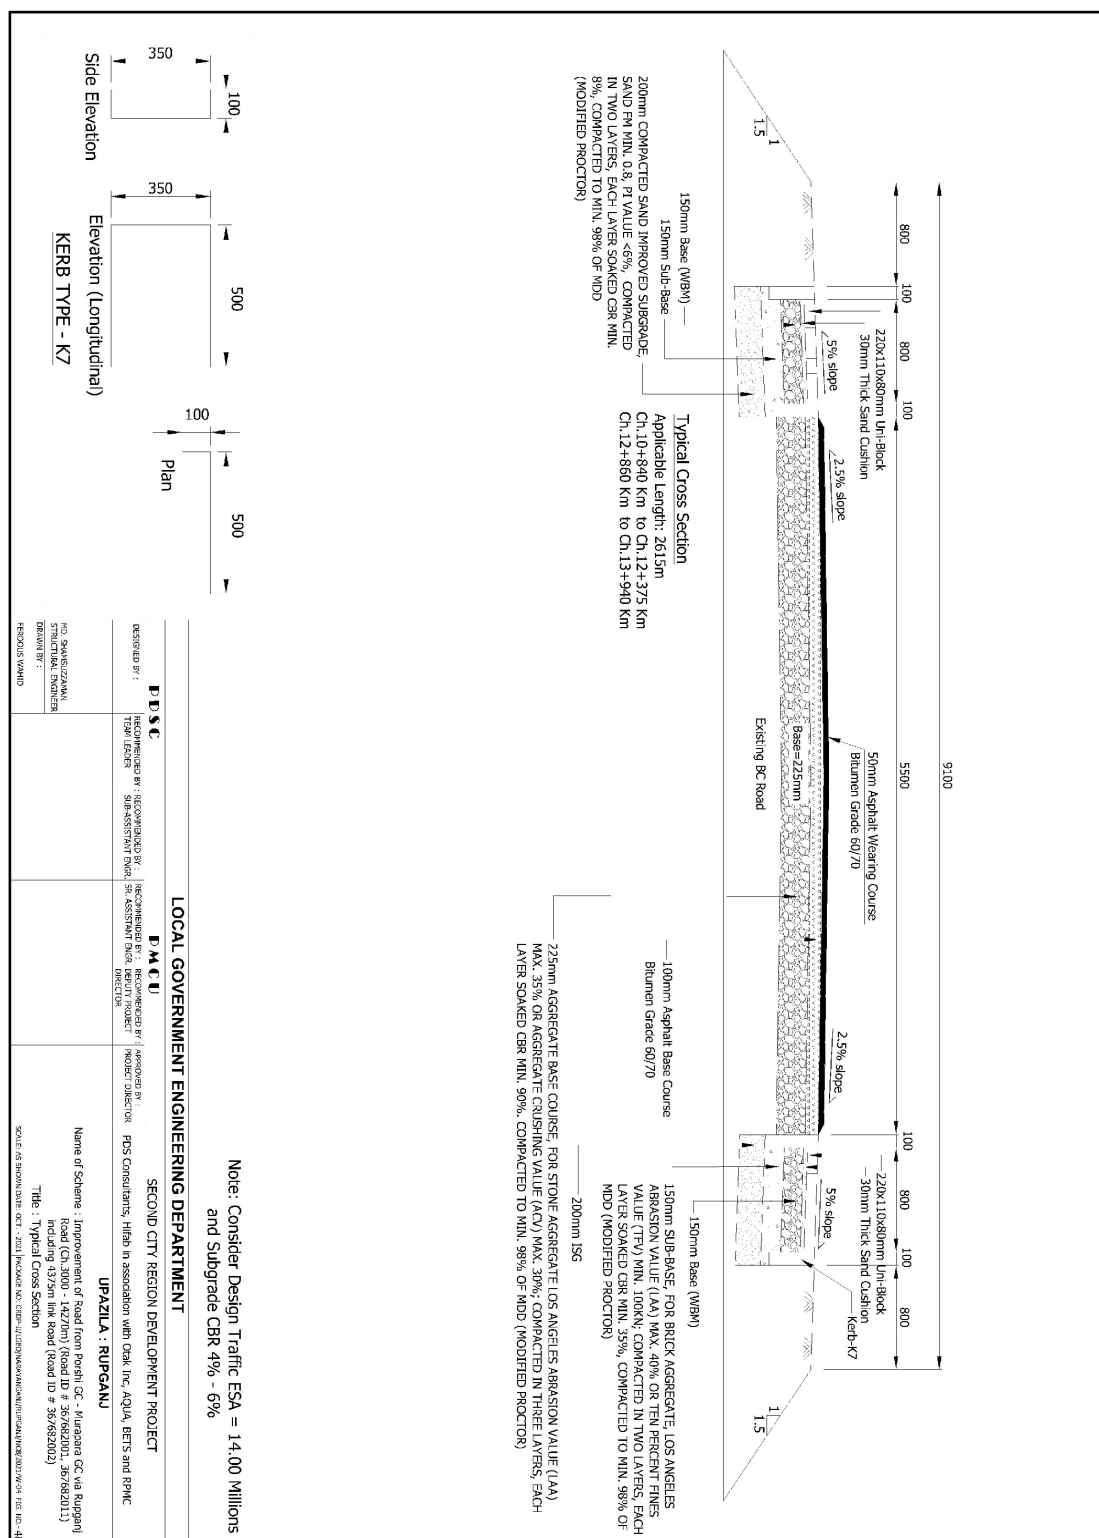 9100
800
100
800
100
5500
100
800
100
800
220x110x80mm Uni-Block
30mm Thick Sand Cushion
50mm Asphalt Wearing Course
Bitumen Grade 60/70
220x110x80mm Uni-Block
30mm Thick Sand Cushion
Kerb-K7
5% slope
2.5% slope
2.5% slope
5% slope
1
1.5
1
1.5
Base=225mm
Existing BC Road
150mm Base (WBM)
150mm Sub-Base
200mm COMPACTED SAND IMPROVED SUBGRADE,
SAND FM MIN. 0.8, PI VALUE <6%, COMPACTED
IN TWO LAYERS, EACH LAYER SOAKED CBR MIN.
8%, COMPACTED TO MIN. 98% OF MDD
(MODIFIED PROCTOR)
Typical Cross Section
Applicable Length: 2615m
Ch.10+840 Km to Ch.12+375 Km
Ch.12+860 Km to Ch.13+940 Km
100mm Asphalt Base Course
Bitumen Grade 60/70
225mm AGGREGATE BASE COURSE, FOR STONE AGGREGATE LOS ANGELES ABRASION VALUE (LAA)
MAX. 35% OR AGGREGATE CRUSHING VALUE (ACV) MAX. 30%; COMPACTED IN THREE LAYERS, EACH
LAYER SOAKED CBR MIN. 90%. COMPACTED TO MIN. 98% OF MDD (MODIFIED PROCTOR)
150mm Base (WBM)
150mm SUB-BASE, FOR BRICK AGGREGATE, LOS ANGELES
ABRASION VALUE (LAA) MAX. 40% OR TEN PERCENT FINES
VALUE (TFV) MIN. 100KN; COMPACTED IN TWO LAYERS, EACH
LAYER SOAKED CBR MIN. 35%, COMPACTED TO MIN. 98% OF
MDD (MODIFIED PROCTOR)
200mm ISG
350
100
Side Elevation
350
500
Elevation (Longitudinal)
100
500
Plan
KERB TYPE - K7
Note: Consider Design Traffic ESA = 14.00 Millions
and Subgrade CBR 4% - 6%
LOCAL GOVERNMENT ENGINEERING DEPARTMENT
PDSC
DMCU
SECOND CITY REGION DEVELOPMENT PROJECT
DESIGNED BY :
RECOMMENDED BY :
TEAM LEADER
RECOMMENDED BY :
SUB-ASSISTANT ENGR.
RECOMMENDED BY :
SR. ASSISTANT ENGR.
RECOMMENDED BY :
DEPUTY PROJECT
DIRECTOR
APPROVED BY :
PROJECT DIRECTOR
PDS Consultants, Hifab in association with Otak Inc, AQUA, BETS and RPMC
UPAZILA : RUPGANJ
MD. SHAMSUZZAMAN
STRUCTURAL ENGINEER
DRAWN BY :
FERDOUS WAHID
Name of Scheme : Improvement of Road from Porshi GC - Murapara GC via Rupganj
Road (Ch.3000 - 14270m) (Road ID # 367682001, 367682011)
including 4375m link Road (Road ID # 367682002)
Title : Typical Cross Section
SCALE: AS SHOWN
DATE: OCT. - 2021